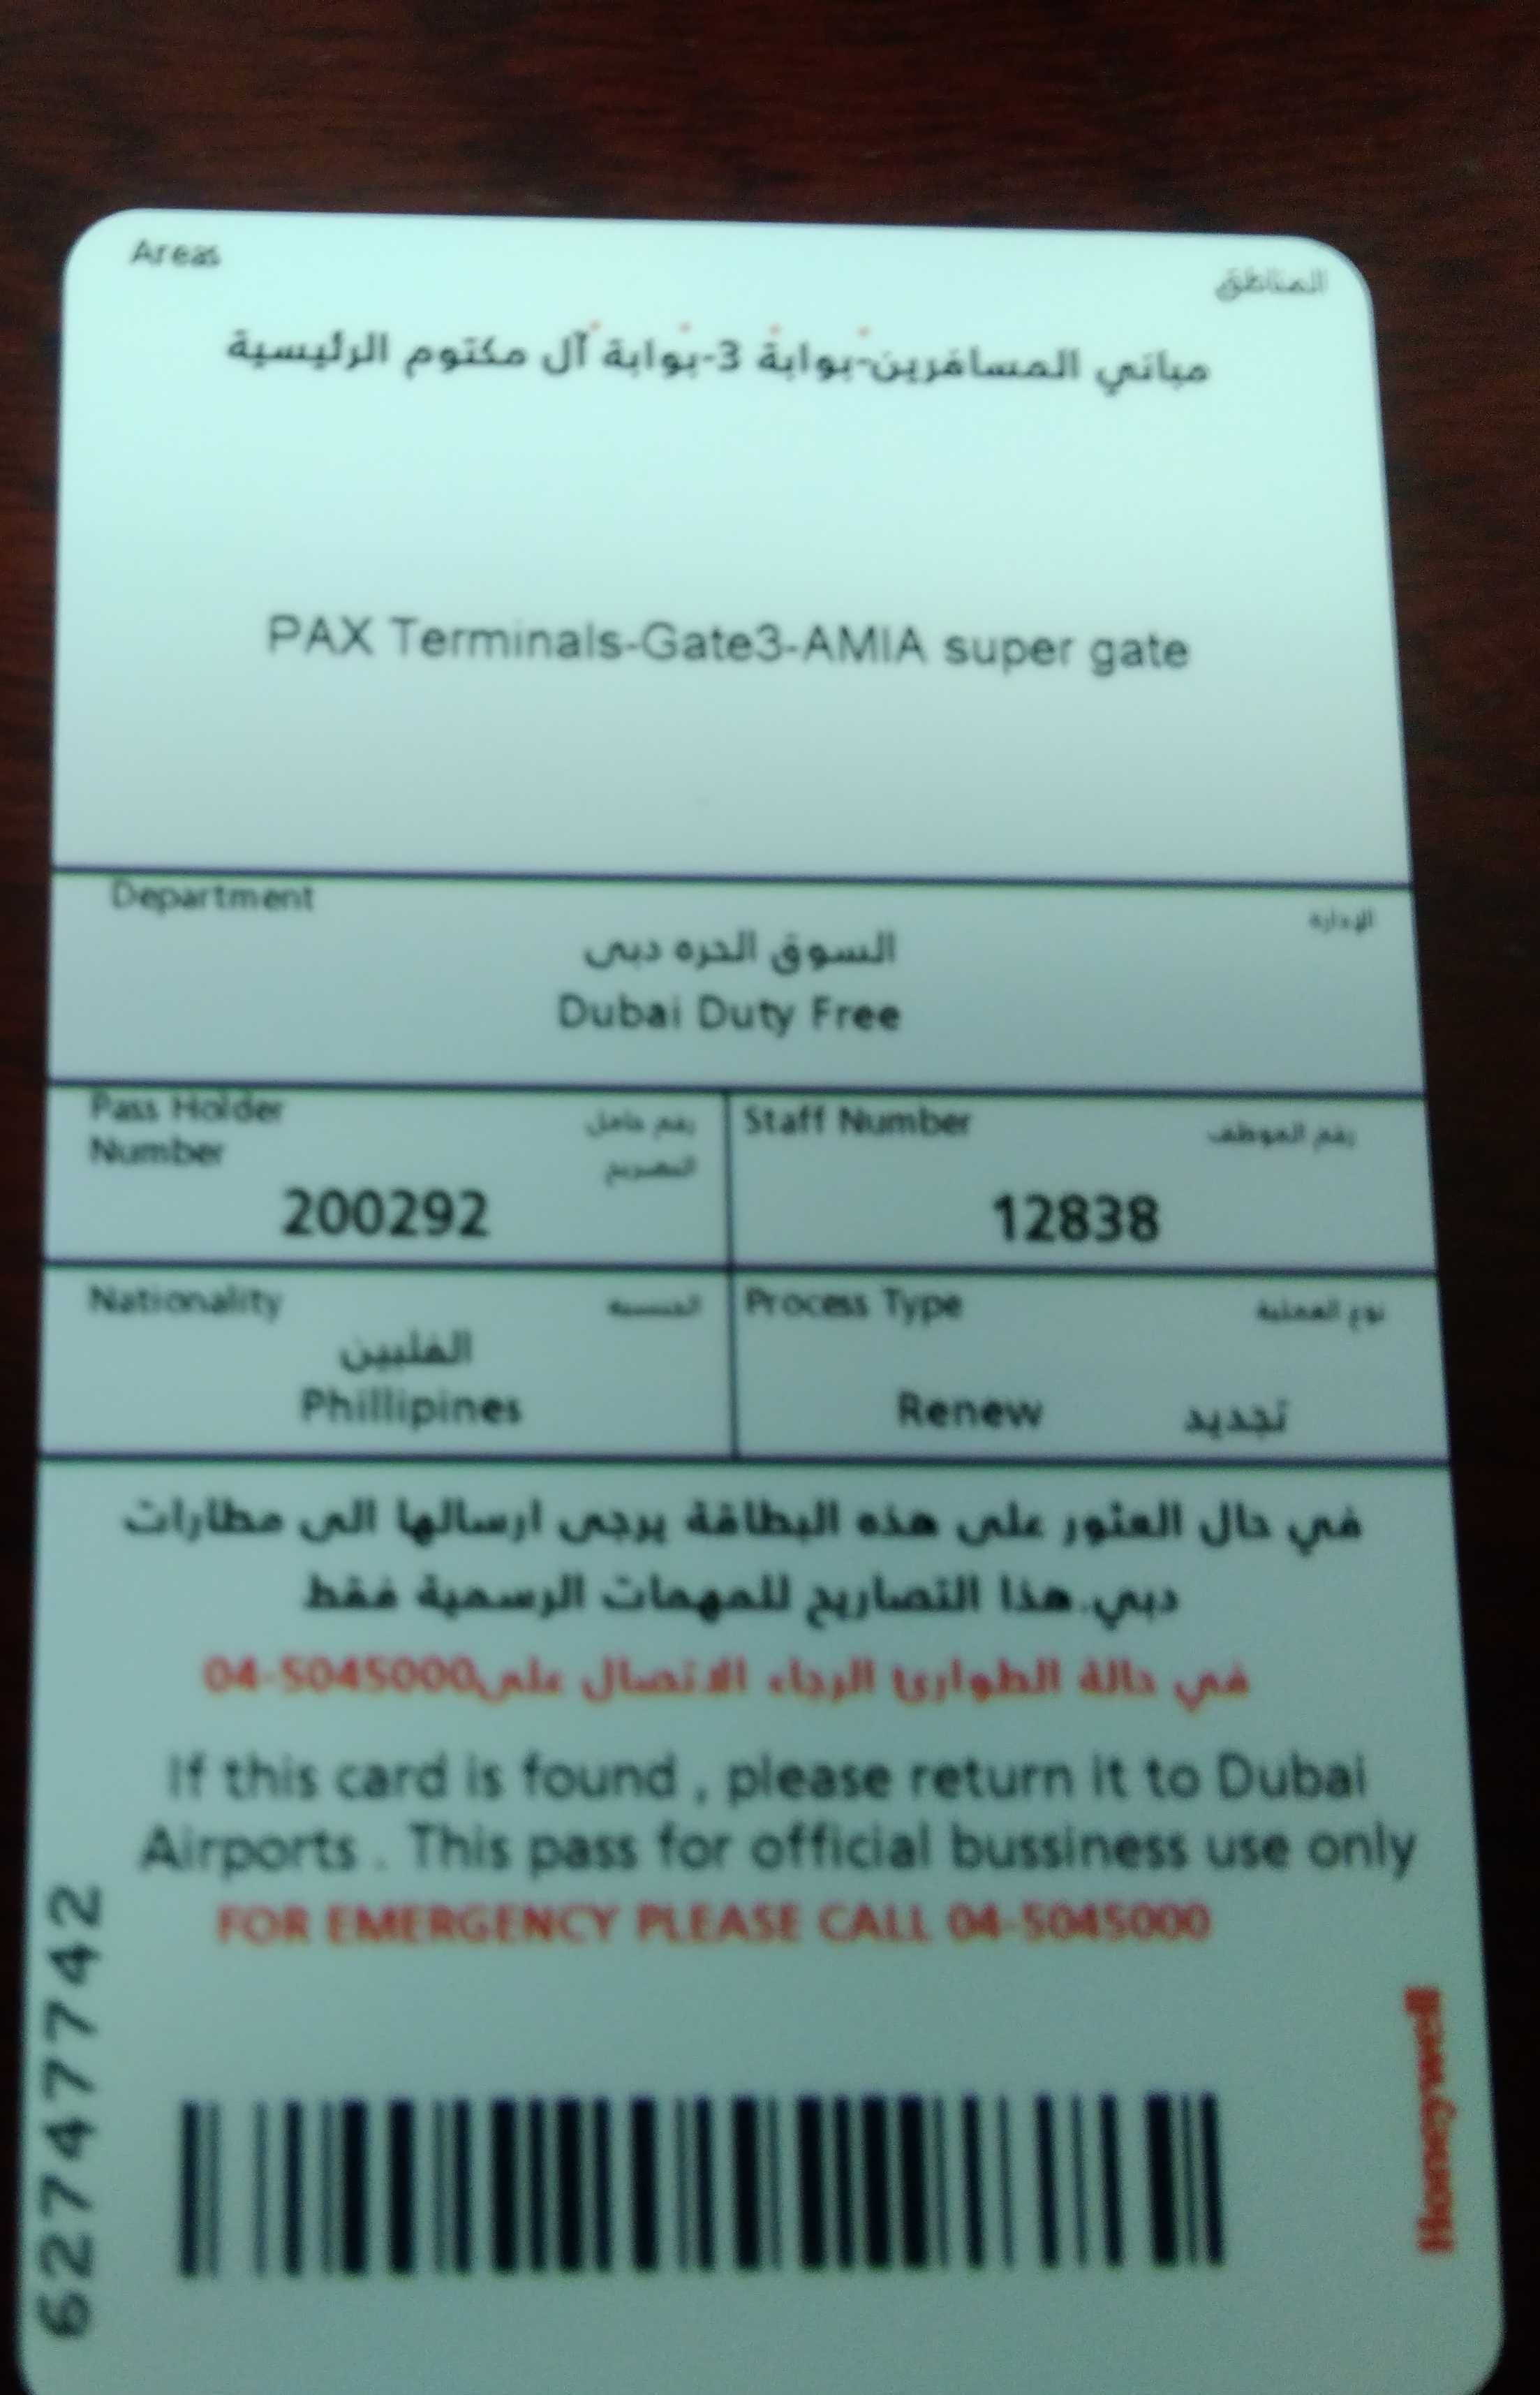 Areas
المناطق
مباني المسافرين-بوابة 3-بوابة آل مكتوم الرئيسية
PAX Terminals-Gate3-AMIA super gate
Department
الإدارة
السوق الحره دبى
Dubai Duty Free
Pass Holder
Number
رقم حامل
التصريح
200292
Staff Number
رقم الموظف
12838
Nationality
الجنسية
الفلبين
Phillipines
Process Type
نوع العملية
Renew تجديد
في حال العثور على هذه البطاقة يرجى ارسالها الى مطارات
دبي.هذا التصاريح للمهمات الرسمية فقط
في حالة الطوارئ الرجاء الاتصال على04-5045000
If this card is found , please return it to Dubai
Airports . This pass for official bussiness use only
FOR EMERGENCY PLEASE CALL 04-5045000
62747742
Honeywell